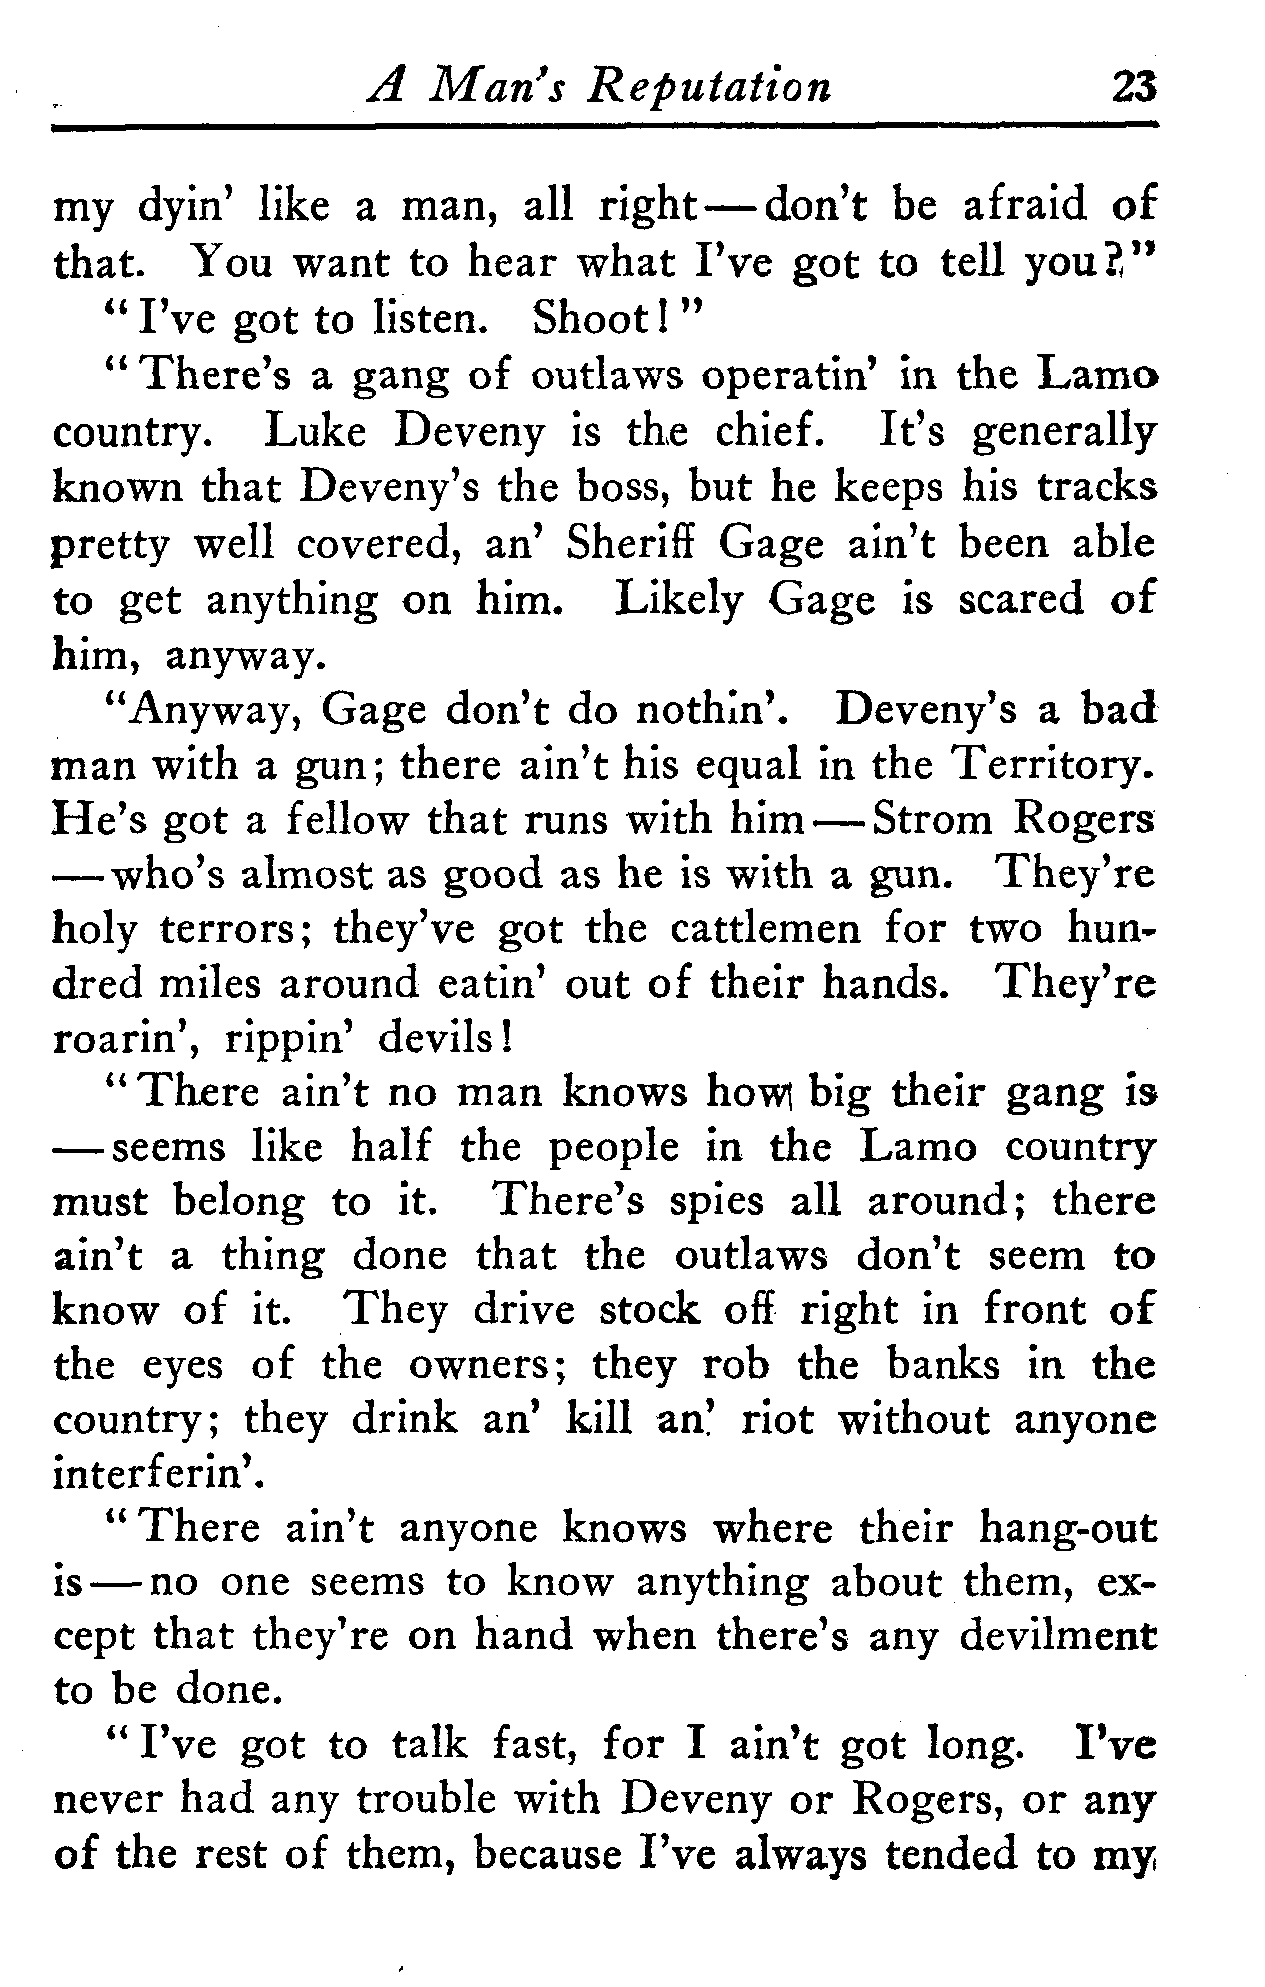 A Man's Reputation 23
my dyin' like a man, all right—don't be afraid of
that. You want to hear what I've got to tell you?"
"I've got to listen. Shoot!"
"There's a gang of outlaws operatin' in the Lamo
country. Luke Deveny is the chief. It's generally
known that Deveny's the boss, but he keeps his tracks
pretty well covered, an' Sheriff Gage ain't been able
to get anything on him. Likely Gage is scared of
him, anyway.
"Anyway, Gage don't do nothin'. Deveny's a bad
man with a gun; there ain't his equal in the Territory.
He's got a fellow that runs with him—Strom Rogers
—who's almost as good as he is with a gun. They're
holy terrors; they've got the cattlemen for two hun-
dred miles around eatin' out of their hands. They're
roarin', rippin' devils!
"There ain't no man knows how big their gang is
—seems like half the people in the Lamo country
must belong to it. There's spies all around; there
ain't a thing done that the outlaws don't seem to
know of it. They drive stock off right in front of
the eyes of the owners; they rob the banks in the
country; they drink an' kill an' riot without anyone
interferin'.
"There ain't anyone knows where their hang-out
is—no one seems to know anything about them, ex-
cept that they're on hand when there's any devilment
to be done.
"I've got to talk fast, for I ain't got long. I've
never had any trouble with Deveny or Rogers, or any
of the rest of them, because I've always tended to my